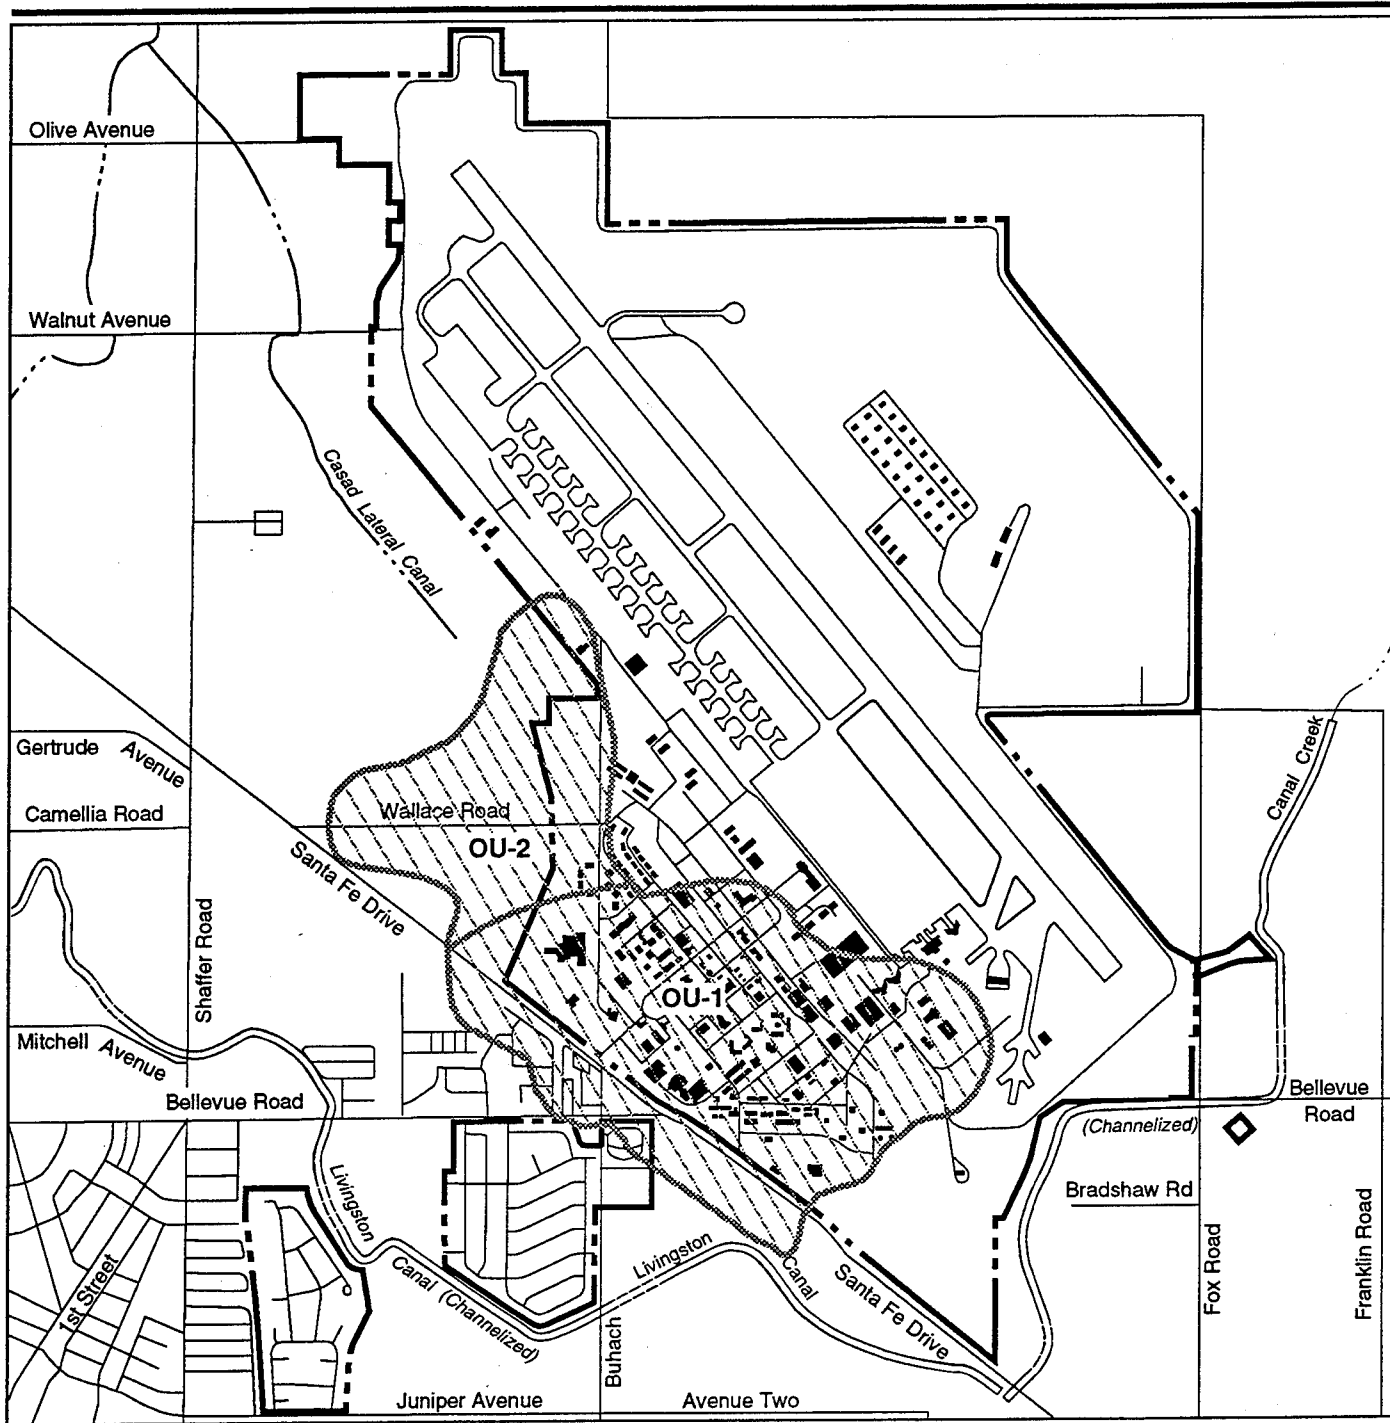 Olive Avenue
Walnut Avenue
Casad Lateral Canal
Gertrude Avenue
Camellia Road
Wallace Road
OU-2
Santa Fe Drive
Canal Creek
Shaffer Road
OU-1
Mitchell Avenue
Bellevue Road
Bellevue
Road
(Channelized)
Bradshaw Rd
Livingston
Canal (Channelized)
Livingston
Canal
Santa Fe Drive
Fox Road
Franklin Road
1st Street
Buhach
Juniper Avenue
Avenue Two